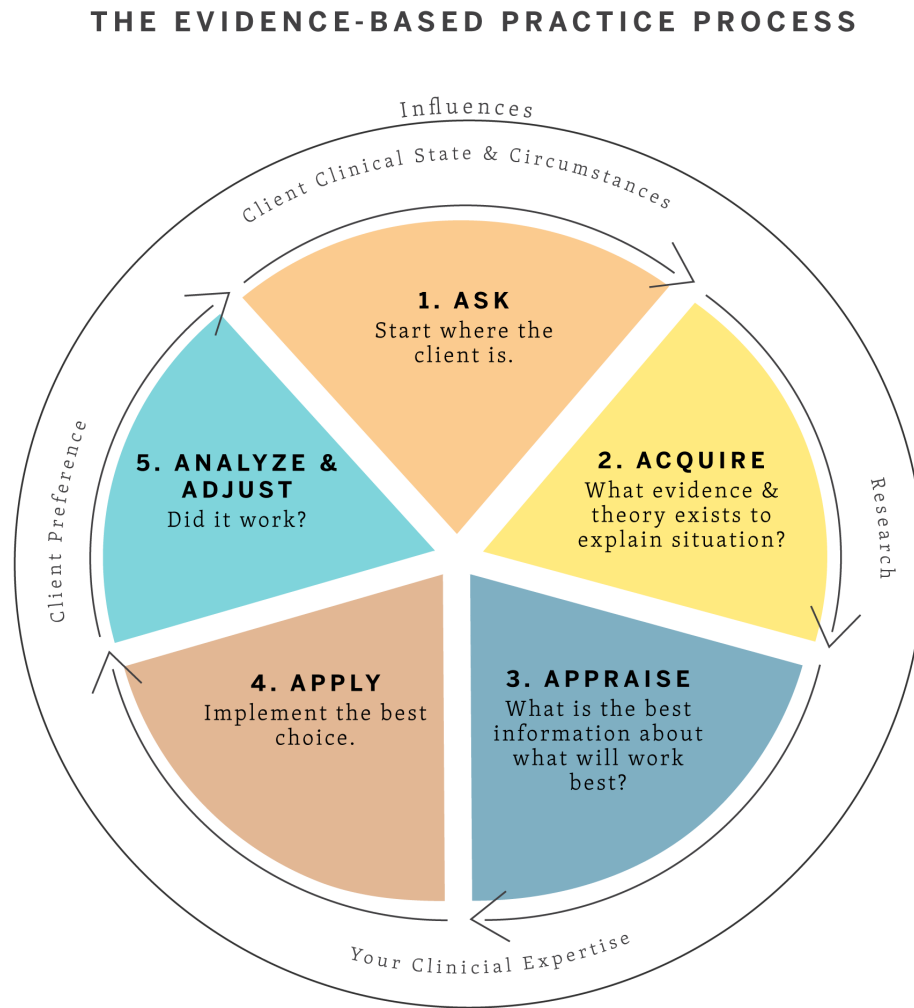 THE EVIDENCE-BASED PRACTICE PROCESS
Influences
Client Clinical State & Circumstances
1. ASK
Start where the
client is.
2. ACQUIRE
What evidence &
theory exists to
explain situation?
Research
3. APPRAISE
What is the best
information about
what will work
best?
Your Clinicial Expertise
4. APPLY
Implement the best
choice.
5. ANALYZE &
ADJUST
Did it work?
Client Preference